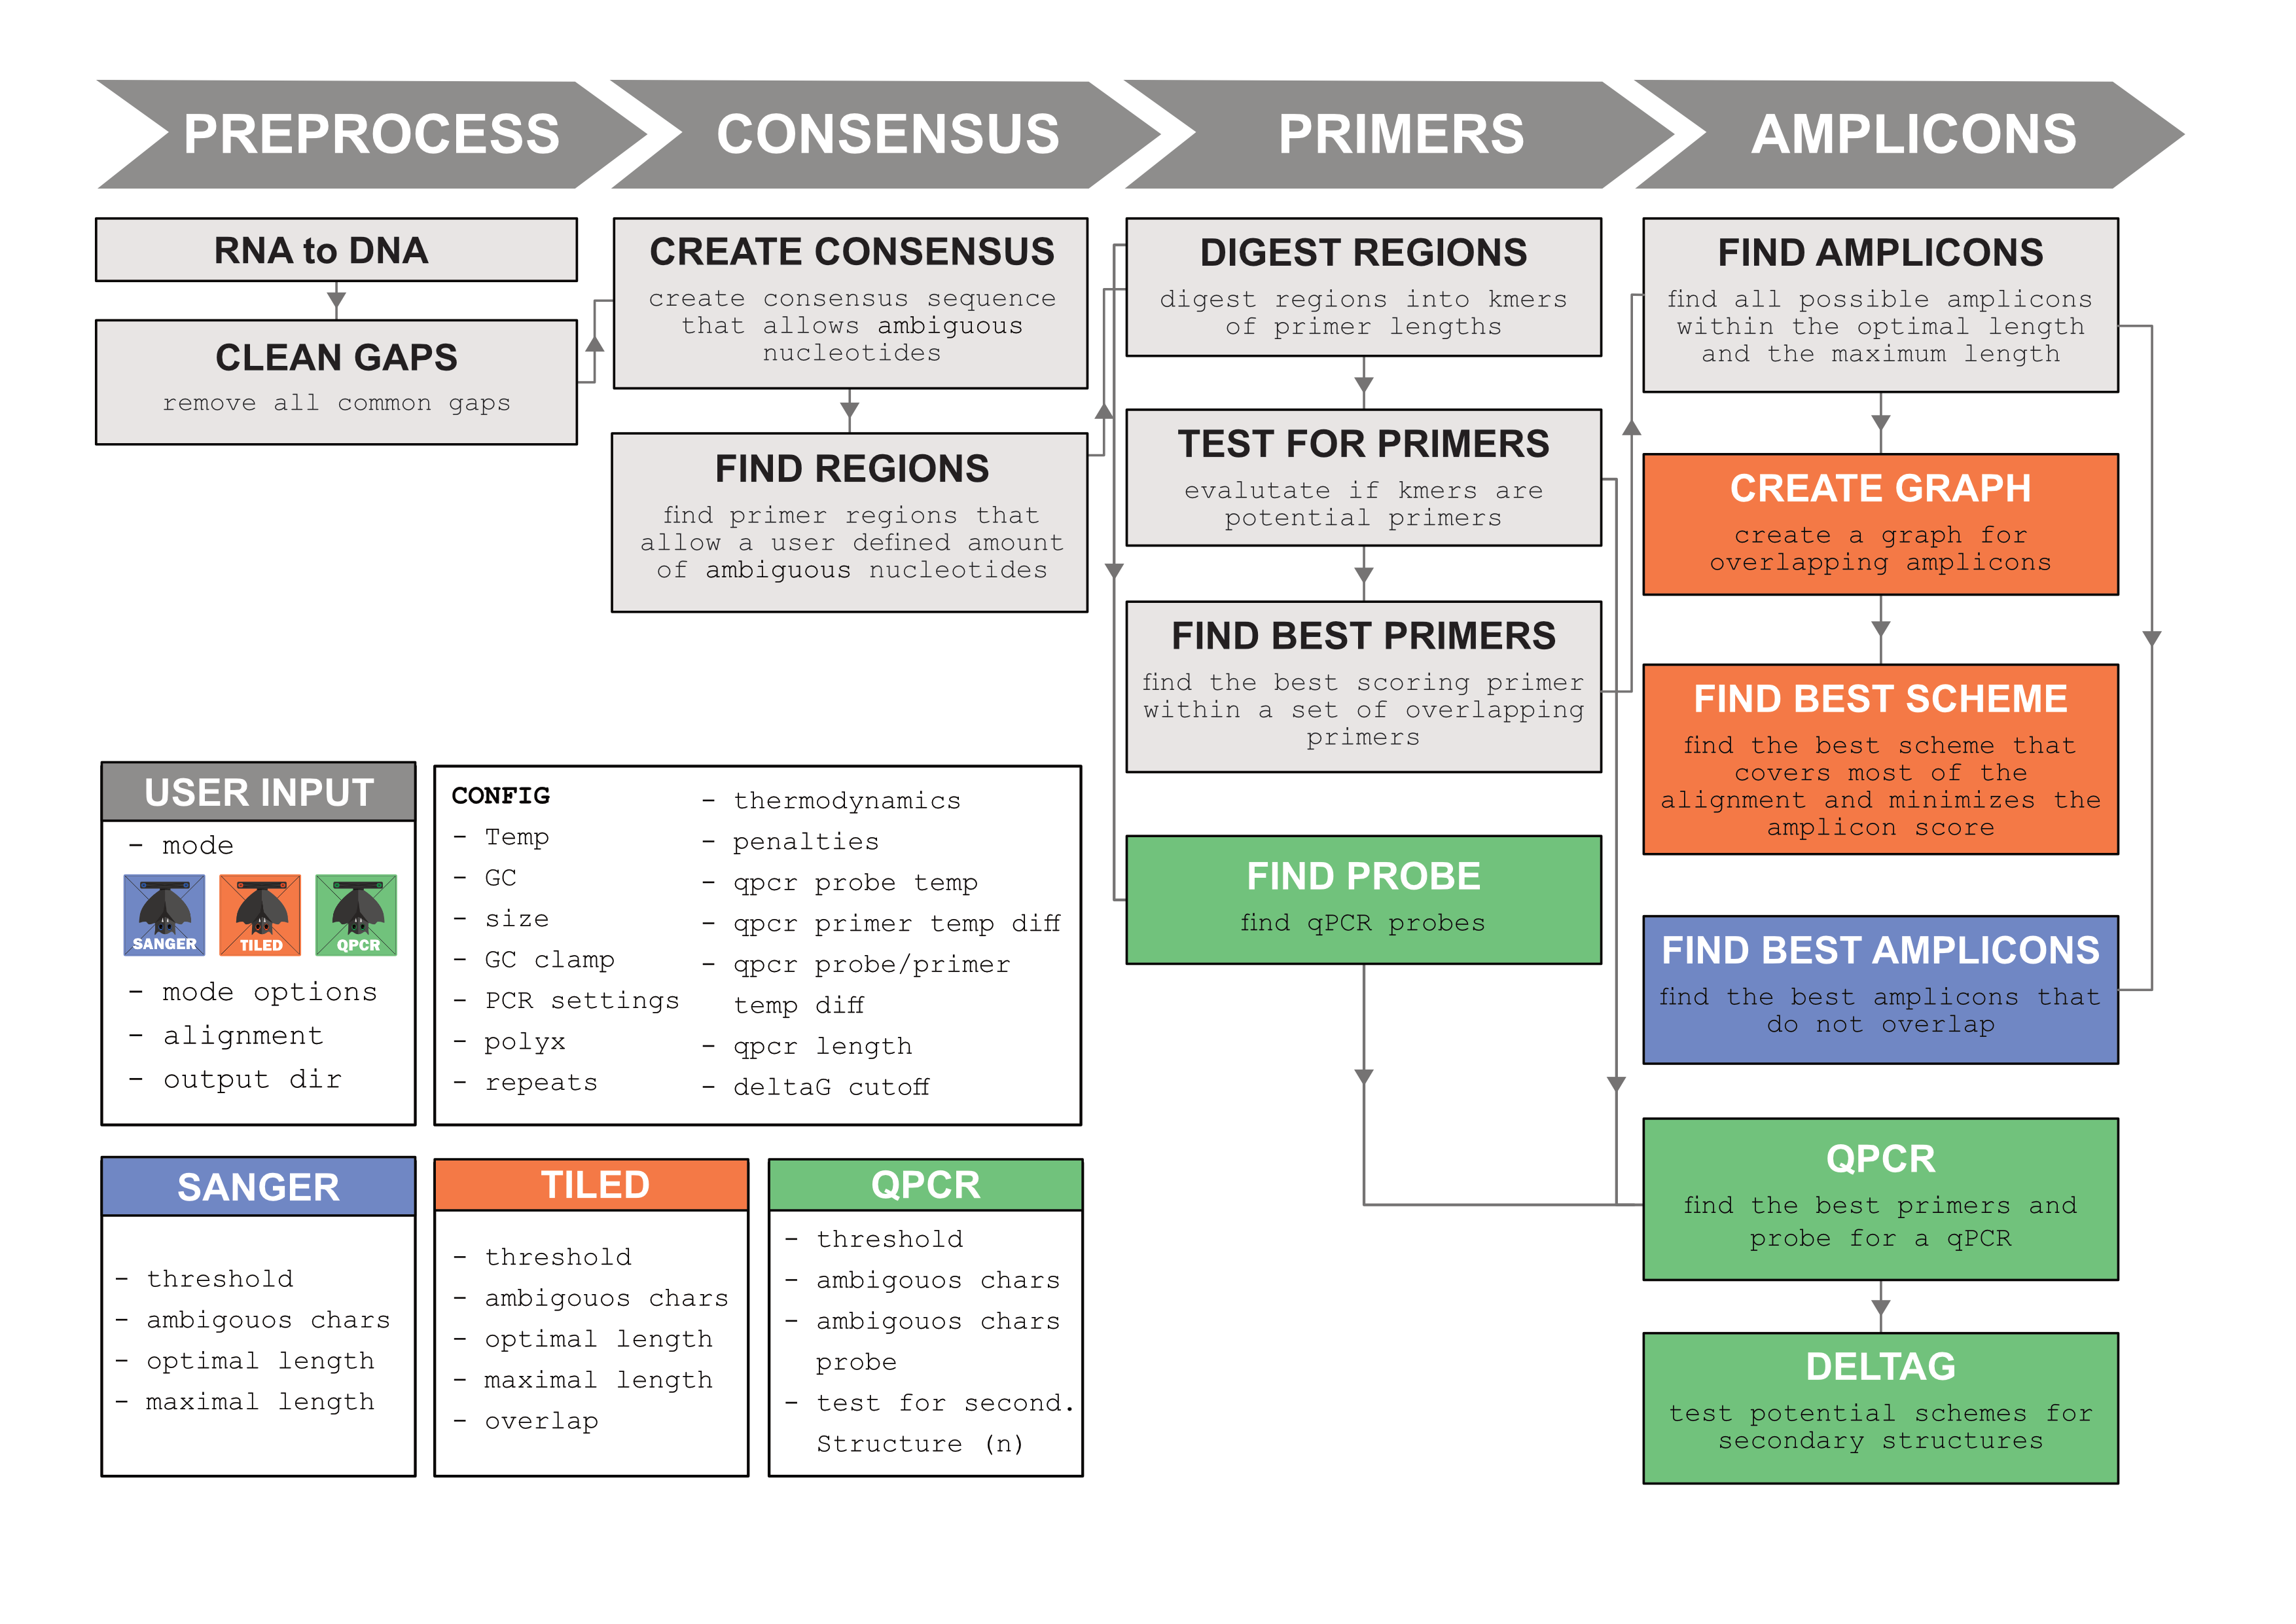 PREPROCESS
CONSENSUS
PRIMERS
AMPLICONS
RNA to DNA
CLEAN GAPS
remove all common gaps
CREATE CONSENSUS
create consensus sequence
that allows ambiguous
nucleotides
FIND REGIONS
find primer regions that
allow a user defined amount
of ambiguous nucleotides
DIGEST REGIONS
digest regions into kmers
of primer lengths
TEST FOR PRIMERS
evalutate if kmers are
potential primers
FIND BEST PRIMERS
find the best scoring primer
within a set of overlapping
primers
FIND PROBE
find qPCR probes
FIND AMPLICONS
find all possible amplicons
within the optimal length
and the maximum length
CREATE GRAPH
create a graph for
overlapping amplicons
FIND BEST SCHEME
find the best scheme that
covers most of the
alignment and minimizes the
amplicon score
FIND BEST AMPLICONS
find the best amplicons that
do not overlap
QPCR
find the best primers and
probe for a qPCR
DELTAG
test potential schemes for
secondary structures
USER INPUT
- mode
SANGER
TILED
QPCR
- mode options
- alignment
- output dir
CONFIG
- Temp
- GC
- size
- GC clamp
- PCR settings
- polyx
- repeats
- thermodynamics
- penalties
- qpcr probe temp
- qpcr primer temp diff
- qpcr probe/primer
temp diff
- qpcr length
- deltaG cutoff
SANGER
- threshold
- ambigouos chars
- optimal length
- maximal length
TILED
- threshold
- ambigouos chars
- optimal length
- maximal length
- overlap
QPCR
- threshold
- ambigouos chars
- ambigouos chars
probe
- test for second.
Structure (n)